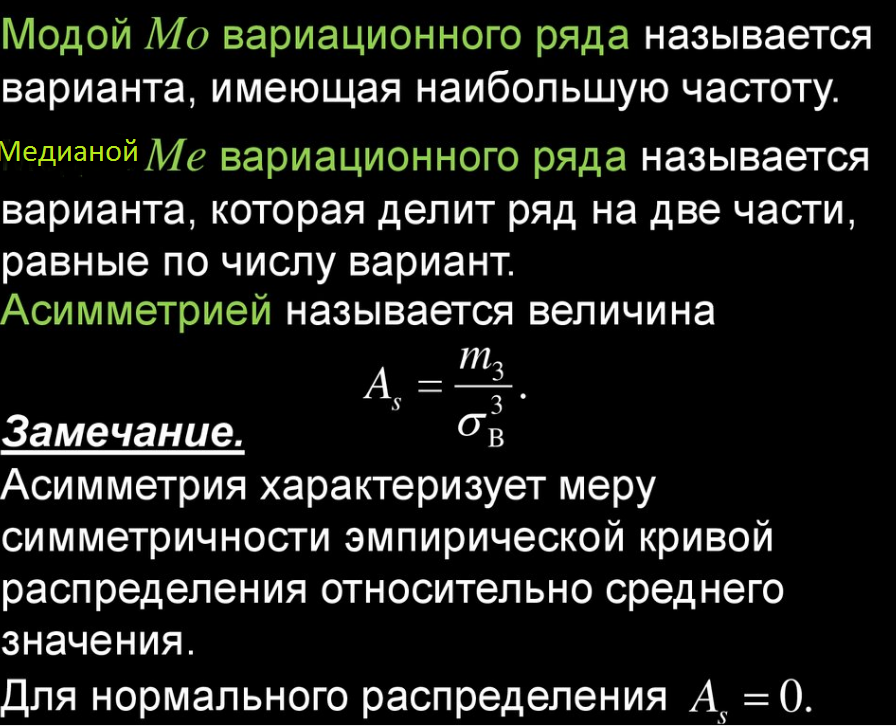 Модой Mo вариационного ряда называется
варианта, имеющая наибольшую частоту.
Медианой Me вариационного ряда называется
варианта, которая делит ряд на две части,
равные по числу вариант.
Асимметрией называется величина
A_s = m_3 / σ_В^3.
Замечание.
Асимметрия характеризует меру
симметричности эмпирической кривой
распределения относительно среднего
значения.
Для нормального распределения A_s = 0.